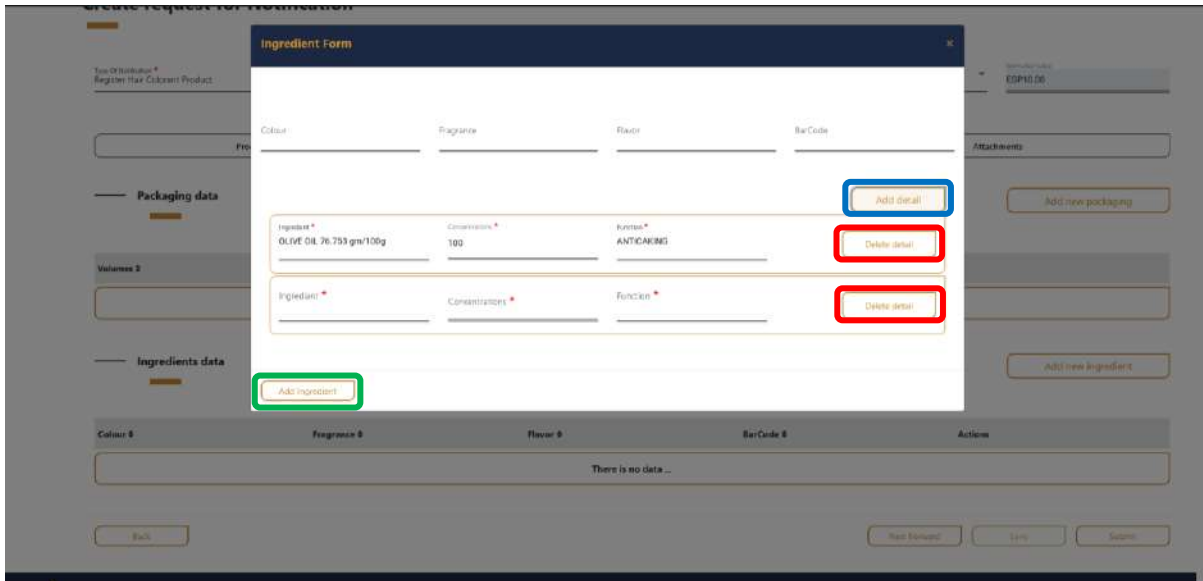 Create request for Notification
Ingredient Form
×
Type Of Notification *
Register Hair Colorant Product
EGP10.00
Colour
Fragrance
Flavor
BarCode
Pro
Attachments
Packaging data
Add detail
Add new packaging
Ingredient *
Concentrations *
Function *
OLIVE OIL 76.753 gm/100g
100
ANTICAKING
Delete detail
Volumes
Ingredient *
Concentrations *
Function *
Delete detail
Ingredients data
Add new ingredient
Add ingredient
Colour
Fragrance
Flavor
BarCode
Actions
There is no data ...
Back
Save
Submit